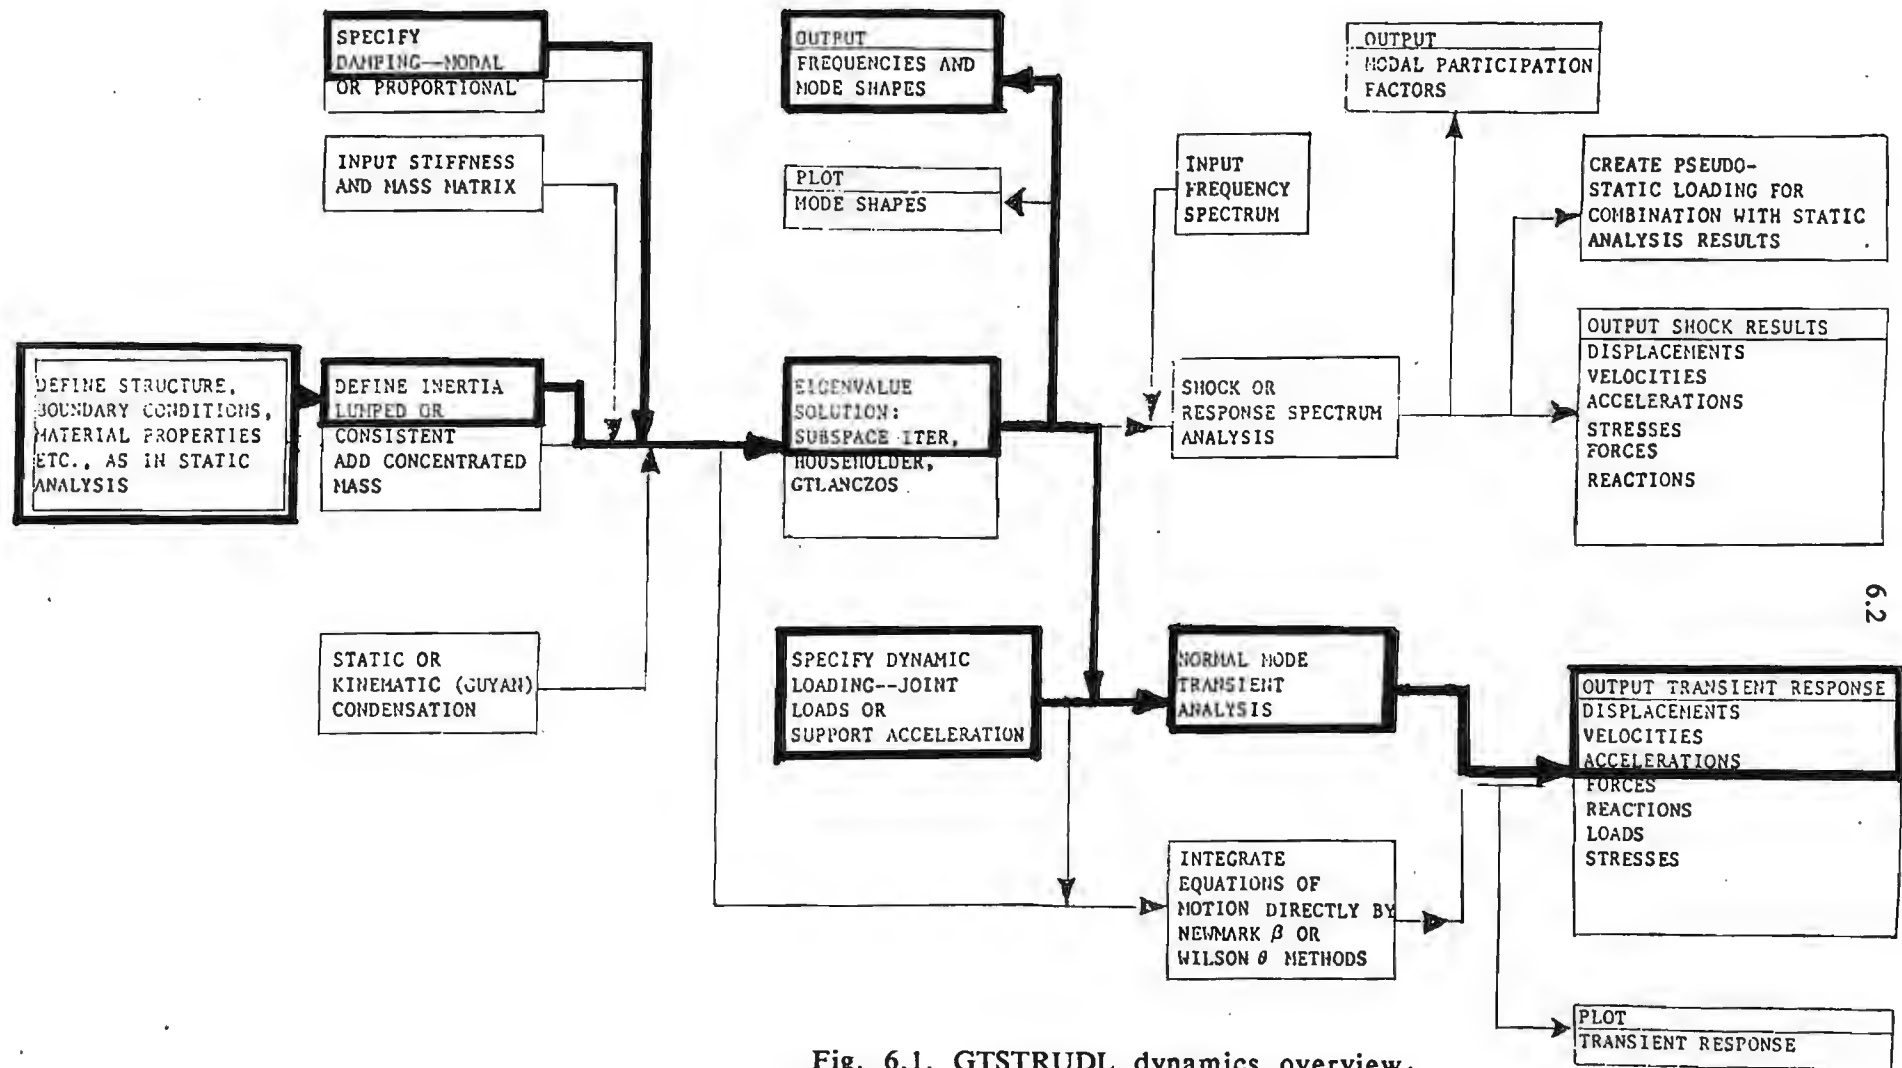 SPECIFY
DAMPING--MODAL
OR PROPORTIONAL
INPUT STIFFNESS
AND MASS MATRIX
DEFINE STRUCTURE,
BOUNDARY CONDITIONS,
MATERIAL PROPERTIES
ETC., AS IN STATIC
ANALYSIS
DEFINE INERTIA
LUMPED OR
CONSISTENT
ADD CONCENTRATED
MASS
STATIC OR
KINEMATIC (GUYAN)
CONDENSATION
OUTPUT
FREQUENCIES AND
MODE SHAPES
PLOT
MODE SHAPES
EIGENVALUE
SOLUTION:
SUBSPACE ITER,
HOUSEHOLDER,
GTLANCZOS
SPECIFY DYNAMIC
LOADING--JOINT
LOADS OR
SUPPORT ACCELERATION
INPUT
FREQUENCY
SPECTRUM
SHOCK OR
RESPONSE SPECTRUM
ANALYSIS
NORMAL MODE
TRANSIENT
ANALYSIS
INTEGRATE
EQUATIONS OF
MOTION DIRECTLY BY
NEWMARK β OR
WILSON θ METHODS
OUTPUT
MODAL PARTICIPATION
FACTORS
CREATE PSEUDO-
STATIC LOADING FOR
COMBINATION WITH STATIC
ANALYSIS RESULTS
OUTPUT SHOCK RESULTS
DISPLACEMENTS
VELOCITIES
ACCELERATIONS
STRESSES
FORCES
REACTIONS
OUTPUT TRANSIENT RESPONSE
DISPLACEMENTS
VELOCITIES
ACCELERATIONS
FORCES
REACTIONS
LOADS
STRESSES
PLOT
TRANSIENT RESPONSE
6.2
Fig. 6.1. GTSTRUDL dynamics overview.